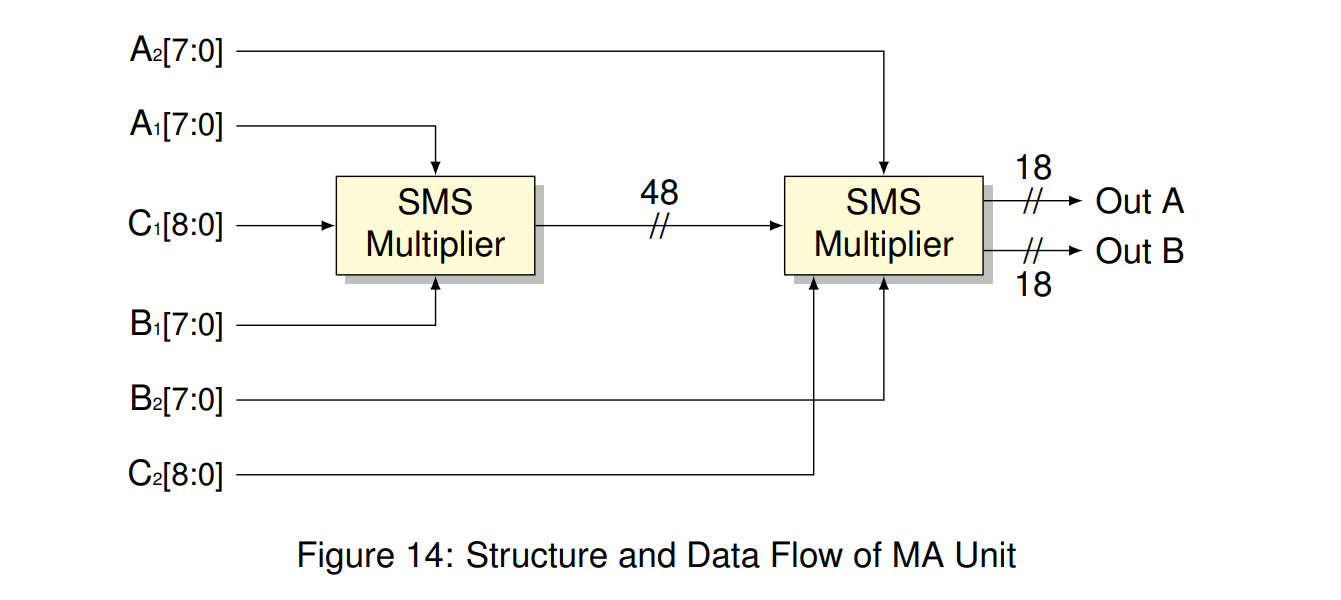 A₂[7:0]
A₁[7:0]
18
48
SMS
Multiplier
SMS
Multiplier
Out A
C₁[8:0]
Out B
18
B₁[7:0]
B₂[7:0]
C₂[8:0]
Figure 14: Structure and Data Flow of MA Unit